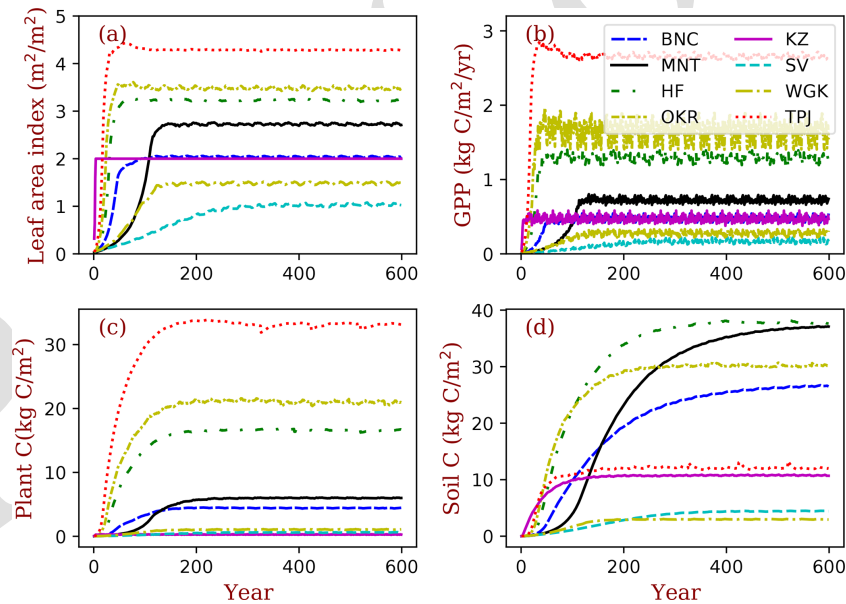 (a)
Leaf area index (m²/m²)
5
4
3
2
1
0
0 200 400 600
(b)
GPP (kg C/m²/yr)
3
2
1
0
0 200 400 600
BNC KZ
MNT SV
HF WGK
OKR TPJ
(c)
Plant C(kg C/m²)
30
20
10
0
0 200 400 600
Year
(d)
Soil C (kg C/m²)
40
30
20
10
0
0 200 400 600
Year